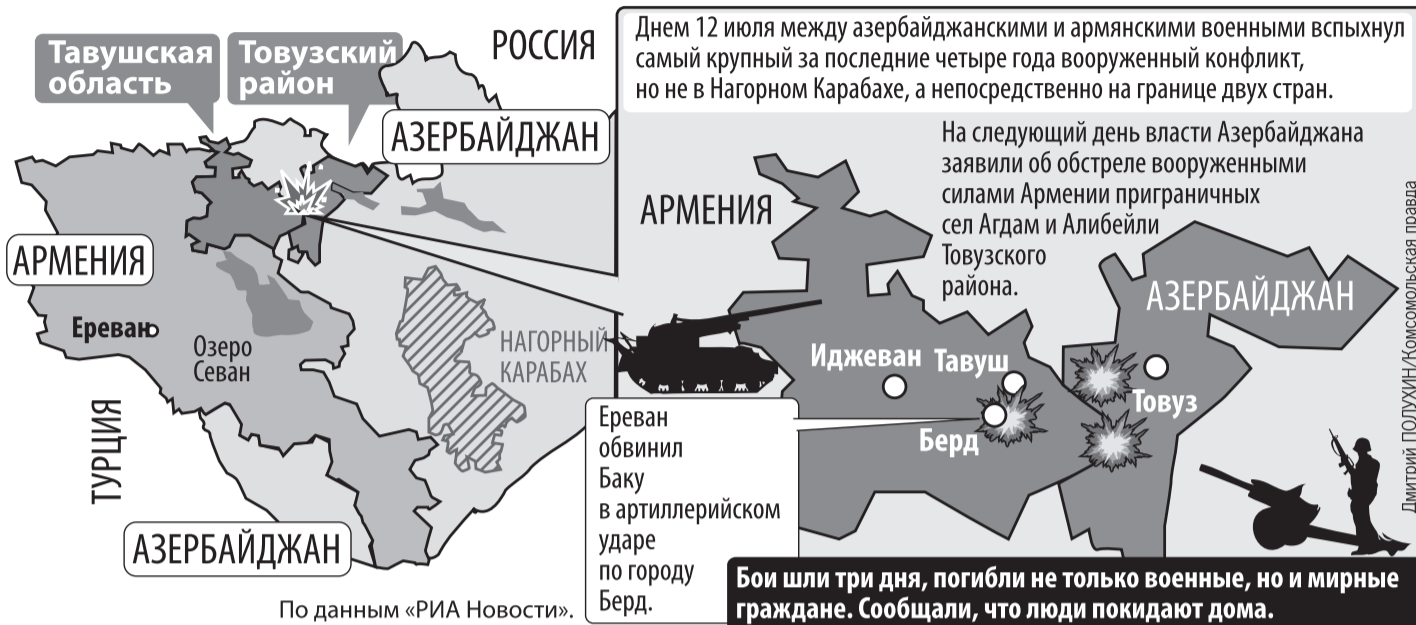 Тавушская
область
Товузский
район
РОССИЯ
АЗЕРБАЙДЖАН
АРМЕНИЯ
Ереван
Озеро
Севан
НАГОРНЫЙ
КАРАБАХ
ТУРЦИЯ
АЗЕРБАЙДЖАН
По данным «РИА Новости».
Днем 12 июля между азербайджанскими и армянскими военными вспыхнул
самый крупный за последние четыре года вооруженный конфликт,
но не в Нагорном Карабахе, а непосредственно на границе двух стран.
На следующий день власти Азербайджана
заявили об обстреле вооруженными
силами Армении приграничных
сел Агдам и Алибейли
Товузского
района.
АРМЕНИЯ
АЗЕРБАЙДЖАН
Иджеван
Тавуш
Товуз
Берд
Ереван
обвинил
Баку
в артиллерийском
ударе
по городу
Берд.
Бои шли три дня, погибли не только военные, но и мирные
граждане. Сообщали, что люди покидают дома.
Дмитрий ПОЛУХИН/Комсомольская правда